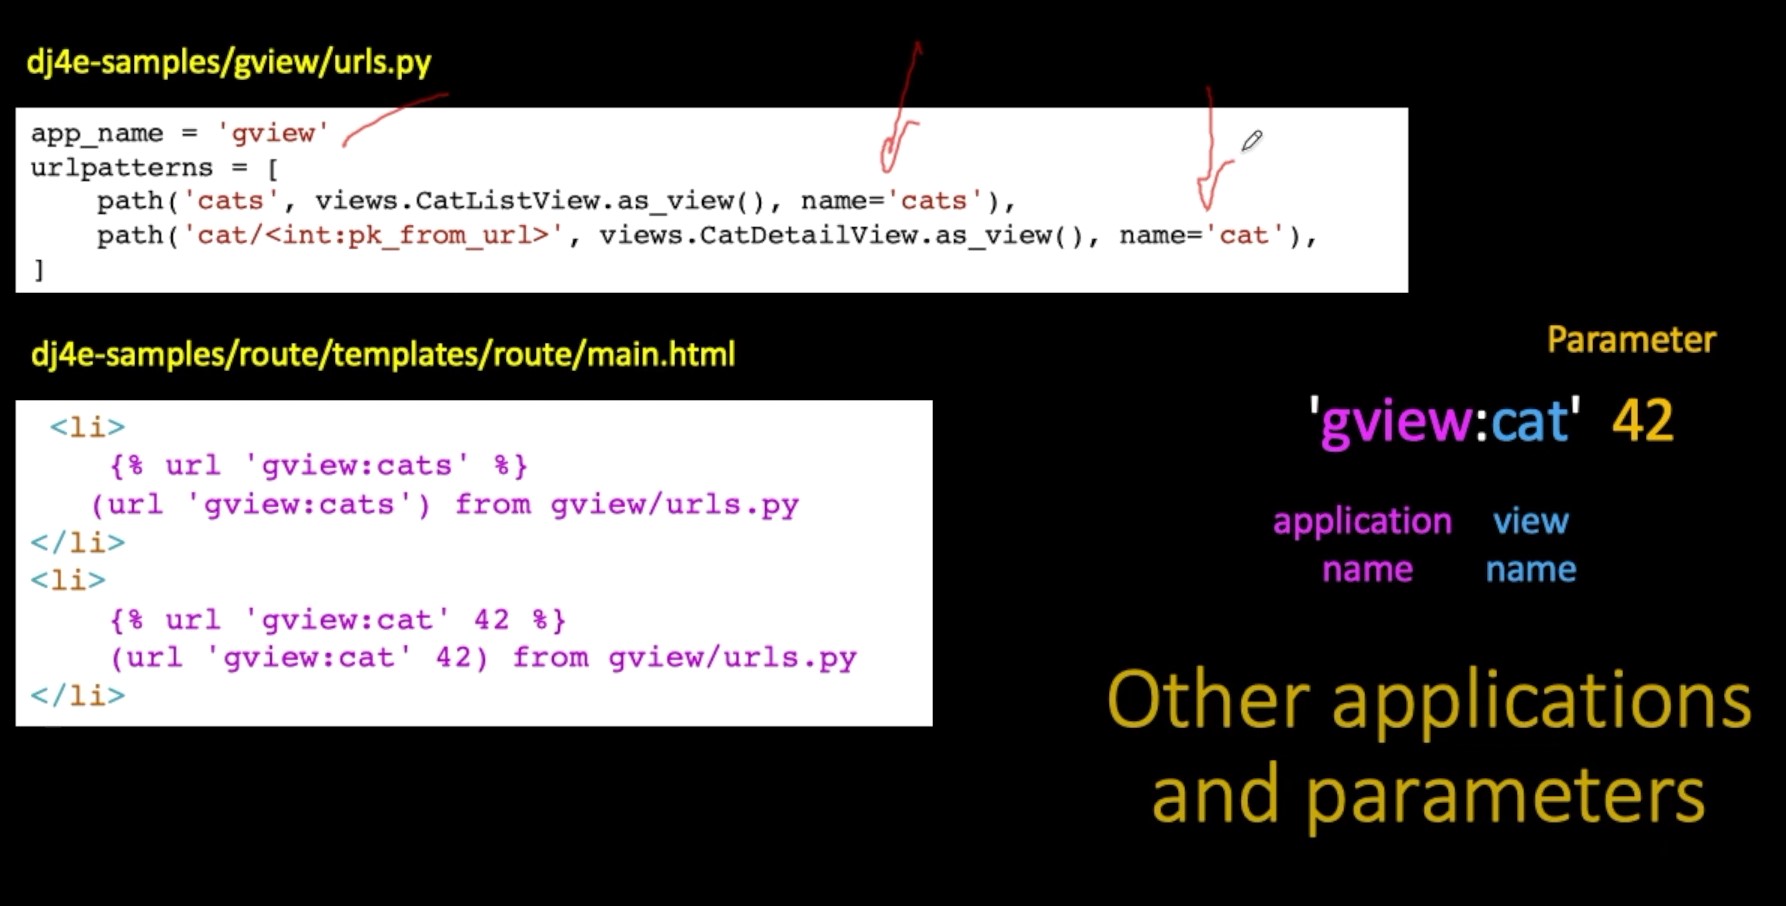 dj4e-samples/gview/urls.py
app_name = 'gview'
urlpatterns = [
    path('cats', views.CatListView.as_view(), name='cats'),
    path('cat/<int:pk_from_url>', views.CatDetailView.as_view(), name='cat'),
]
dj4e-samples/route/templates/route/main.html
<li>
    {% url 'gview:cats' %}
    (url 'gview:cats') from gview/urls.py
</li>
<li>
    {% url 'gview:cat' 42 %}
    (url 'gview:cat' 42) from gview/urls.py
</li>
Parameter
'gview:cat' 42
application view
name name
Other applications
and parameters